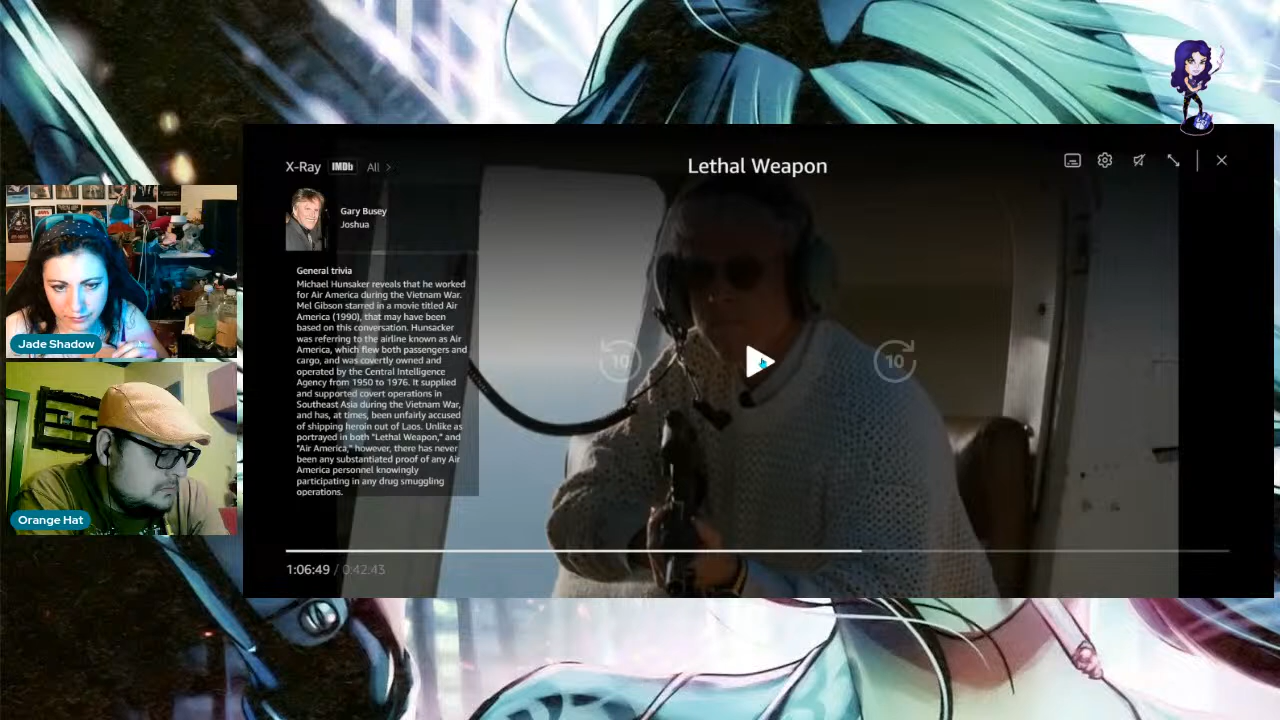 X-Ray IMDb All >
Lethal Weapon
Gary Busey
Joshua
General trivia
Michael Hunsaker reveals that he worked
for Air America during the Vietnam War.
Mel Gibson starred in a movie titled Air
America (1990), that may have been
based on this conversation. Hunsacker
was referring to the airline known as Air
America, which flew both passengers and
cargo, and was covertly owned and
operated by the Central Intelligence
Agency from 1950 to 1976. It supplied
and supported covert operations in
Southeast Asia during the Vietnam War,
and has, at times, been unfairly accused
of shipping heroin out of Laos. Unlike as
portrayed in both "Lethal Weapon," and
"Air America," however, there has never
been any substantiated proof of any Air
America personnel knowingly
participating in any drug smuggling
operations.
10
10
1:06:49 / 0:42:43
Jade Shadow
Orange Hat